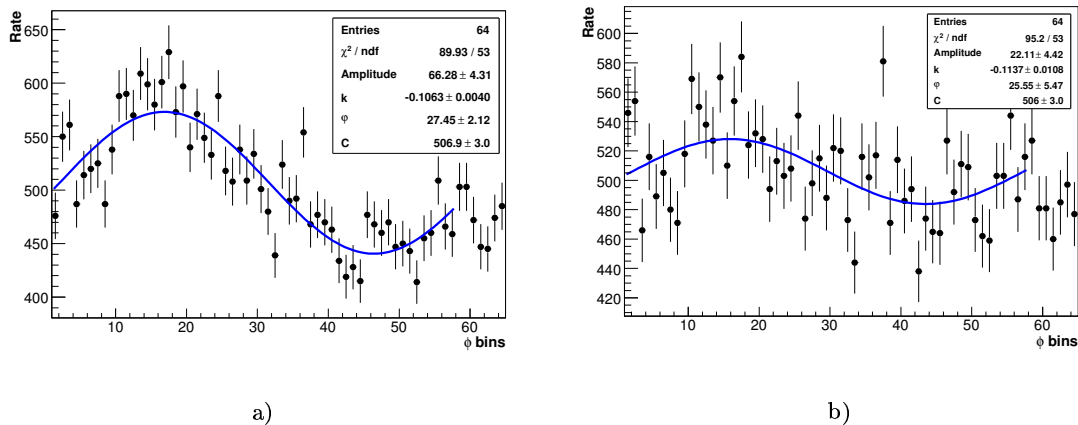 Rate
650
600
550
500
450
400
10 20 30 40 50 60
ϕ bins
Entries 64
χ² / ndf 89.93 / 53
Amplitude 66.28 ± 4.31
k -0.1063 ± 0.0040
φ 27.45 ± 2.12
C 506.9 ± 3.0
a)
Rate
600
580
560
540
520
500
480
460
440
420
10 20 30 40 50 60
ϕ bins
Entries 64
χ² / ndf 95.2 / 53
Amplitude 22.11 ± 4.42
k -0.1137 ± 0.0108
φ 25.55 ± 5.47
C 506 ± 3.0
b)